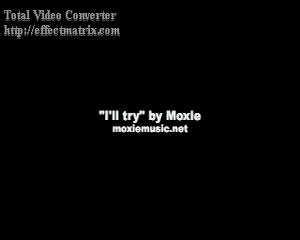 Total Video Converter
http://effectmatrix.com
"I'll try" by Moxie
moxiemusic.net